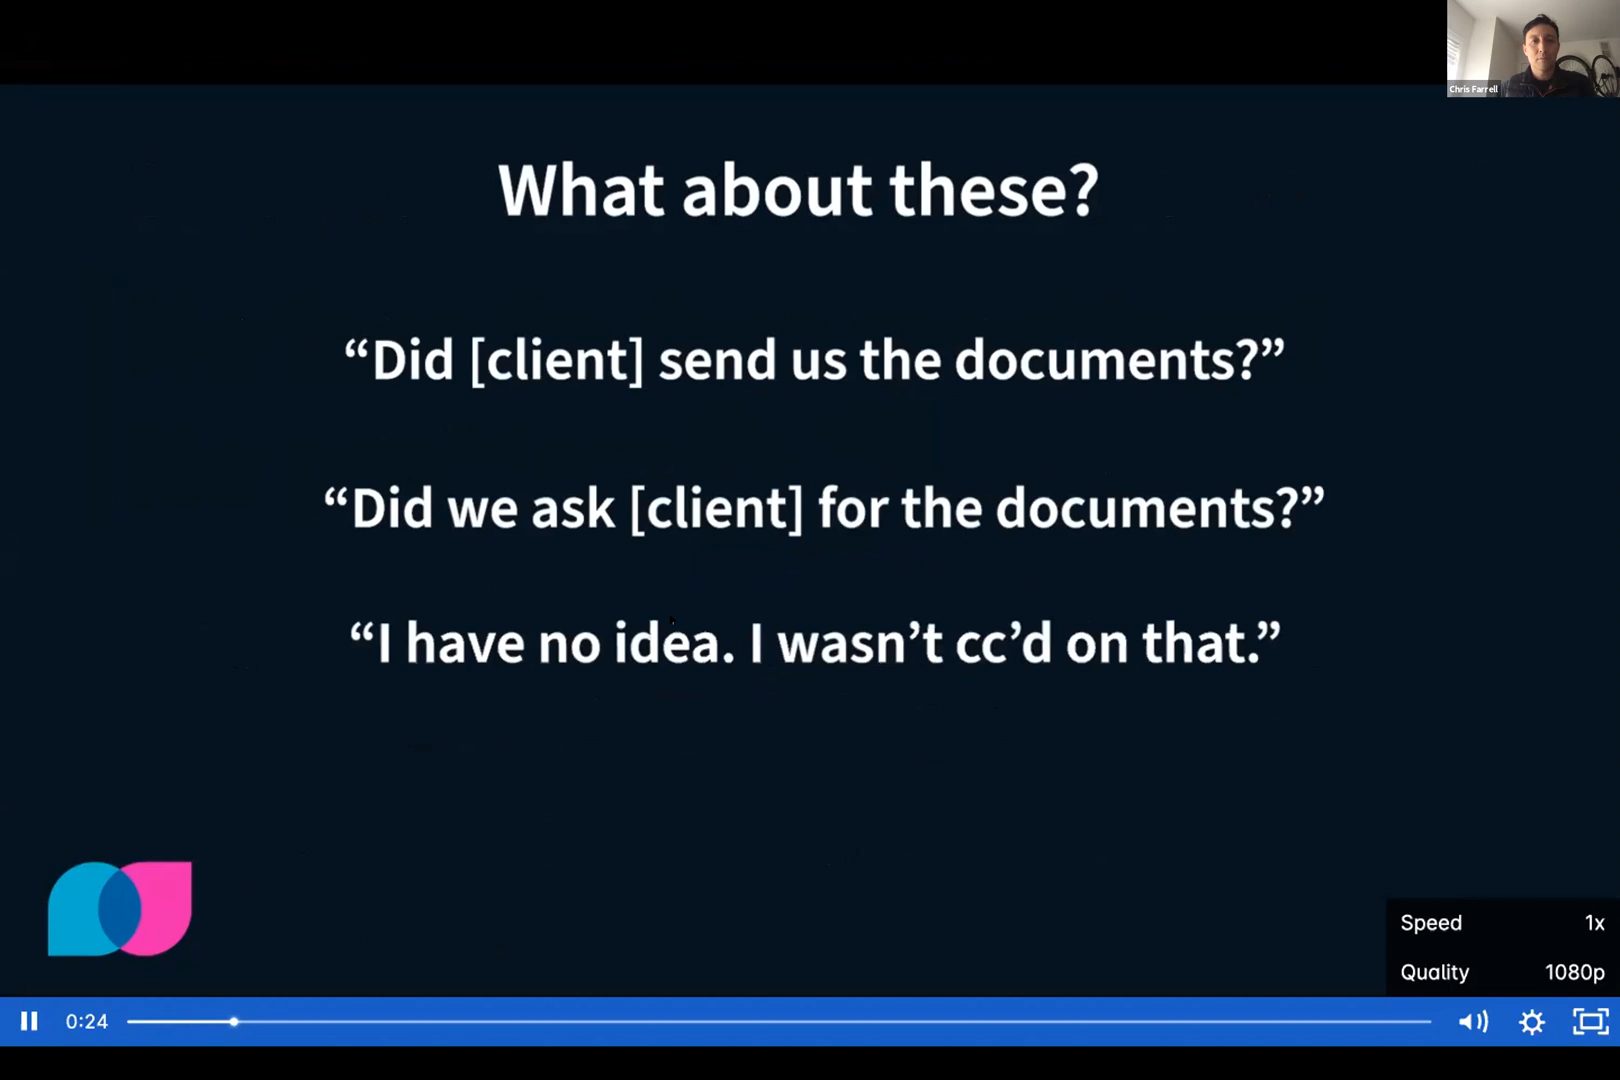 Chris Farrell
What about these?
“Did [client] send us the documents?”
“Did we ask [client] for the documents?”
“I have no idea. I wasn’t cc’d on that.”
Speed 1x
Quality 1080p
0:24